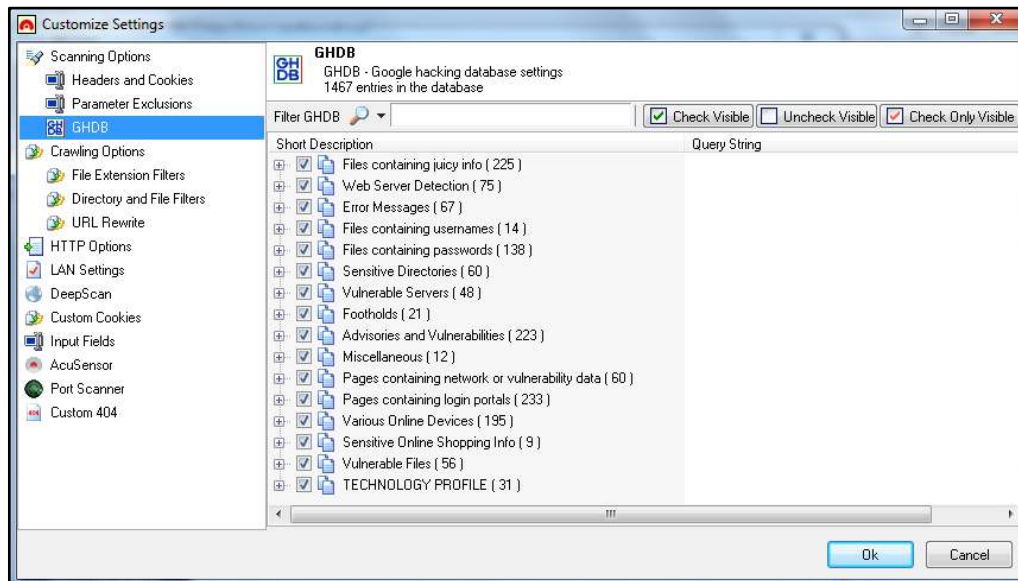 Customize Settings
Scanning Options
Headers and Cookies
Parameter Exclusions
GHDB
Crawling Options
File Extension Filters
Directory and File Filters
URL Rewrite
HTTP Options
LAN Settings
DeepScan
Custom Cookies
Input Fields
AcuSensor
Port Scanner
Custom 404
GH
DB
GHDB
GHDB - Google hacking database settings
1467 entries in the database
Filter GHDB Check Visible Uncheck Visible Check Only Visible
Short Description Query String
Files containing juicy info ( 225 )
Web Server Detection ( 75 )
Error Messages ( 67 )
Files containing usernames ( 14 )
Files containing passwords ( 138 )
Sensitive Directories ( 60 )
Vulnerable Servers ( 48 )
Footholds ( 21 )
Advisories and Vulnerabilities ( 223 )
Miscellaneous ( 12 )
Pages containing network or vulnerability data ( 60 )
Pages containing login portals ( 233 )
Various Online Devices ( 195 )
Sensitive Online Shopping Info ( 9 )
Vulnerable Files ( 56 )
TECHNOLOGY PROFILE ( 31 )
Ok Cancel